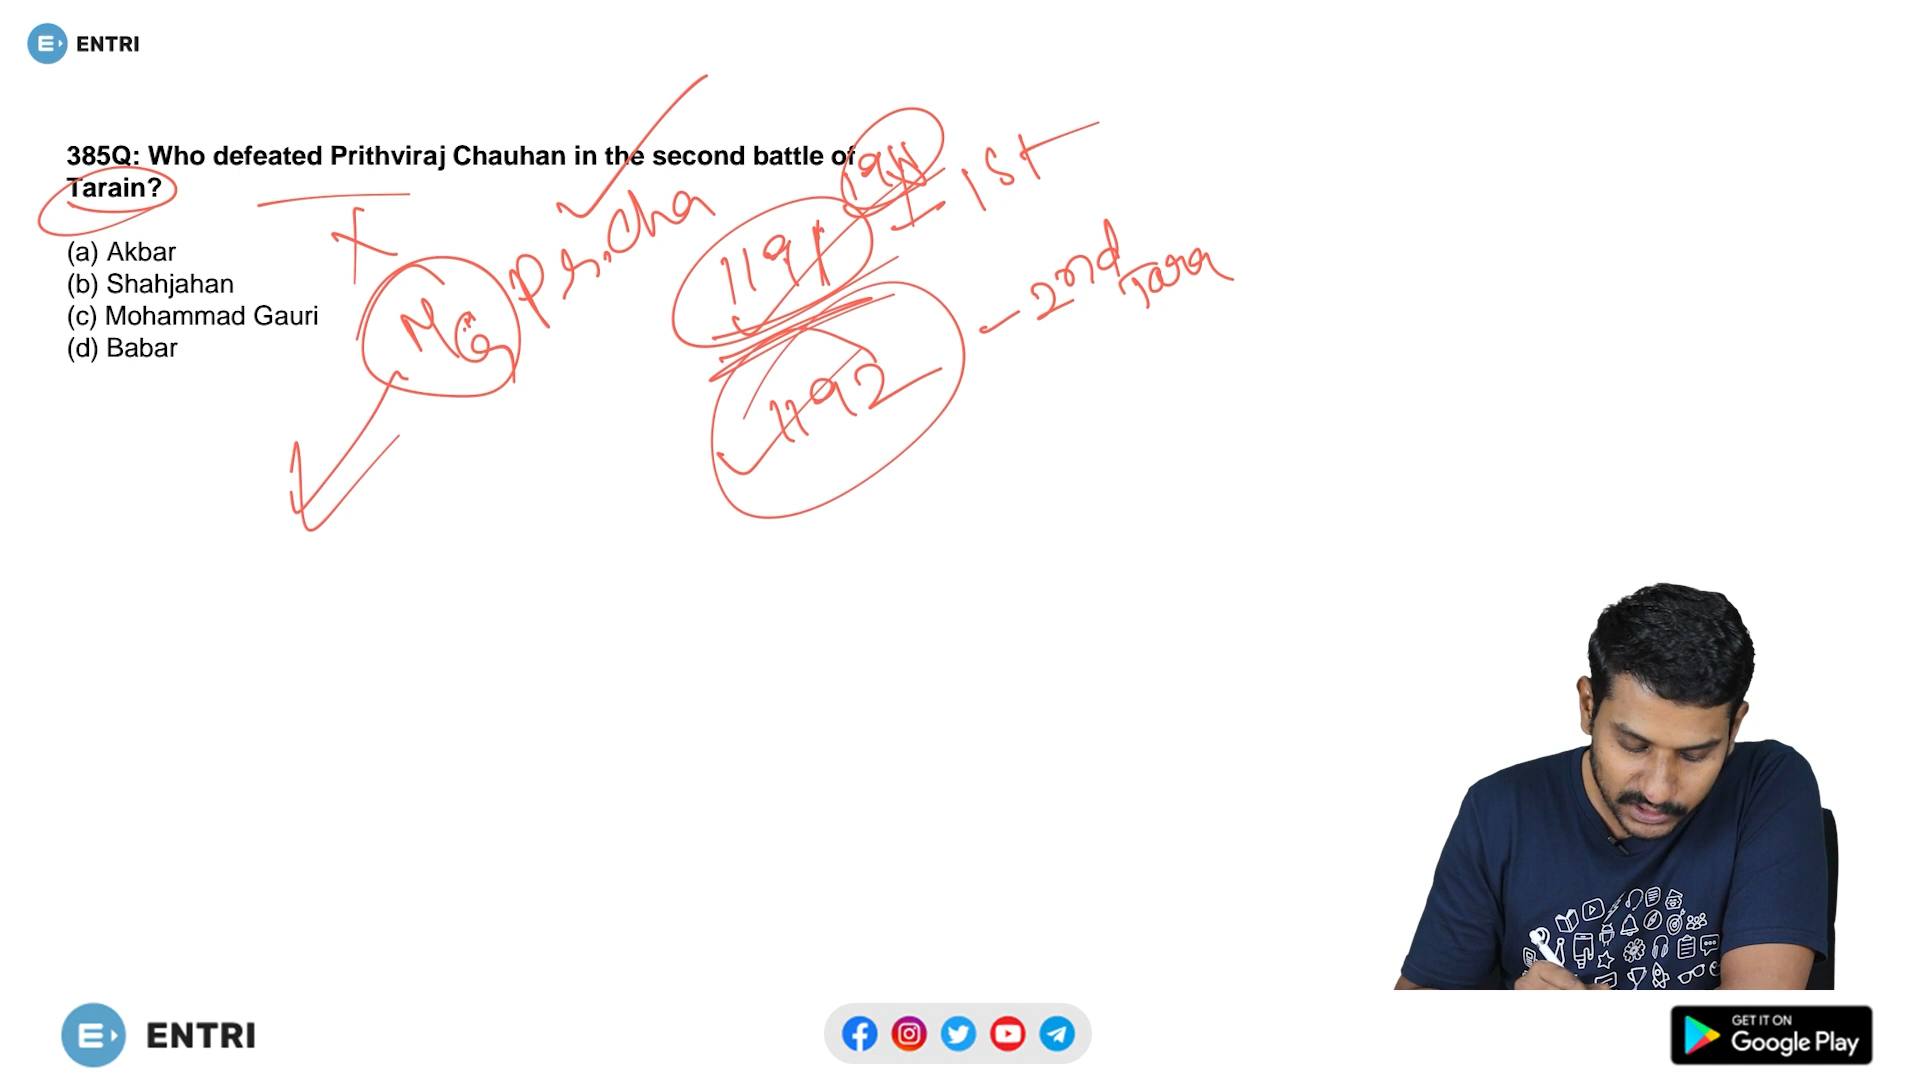 ENTRI
385Q: Who defeated Prithviraj Chauhan in the second battle of
Tarain?
(a) Akbar
(b) Shahjahan
(c) Mohammad Gauri
(d) Babar
X
MG
1191
1st
1192
2nd
Tara
ENTRI
GET IT ON
Google Play